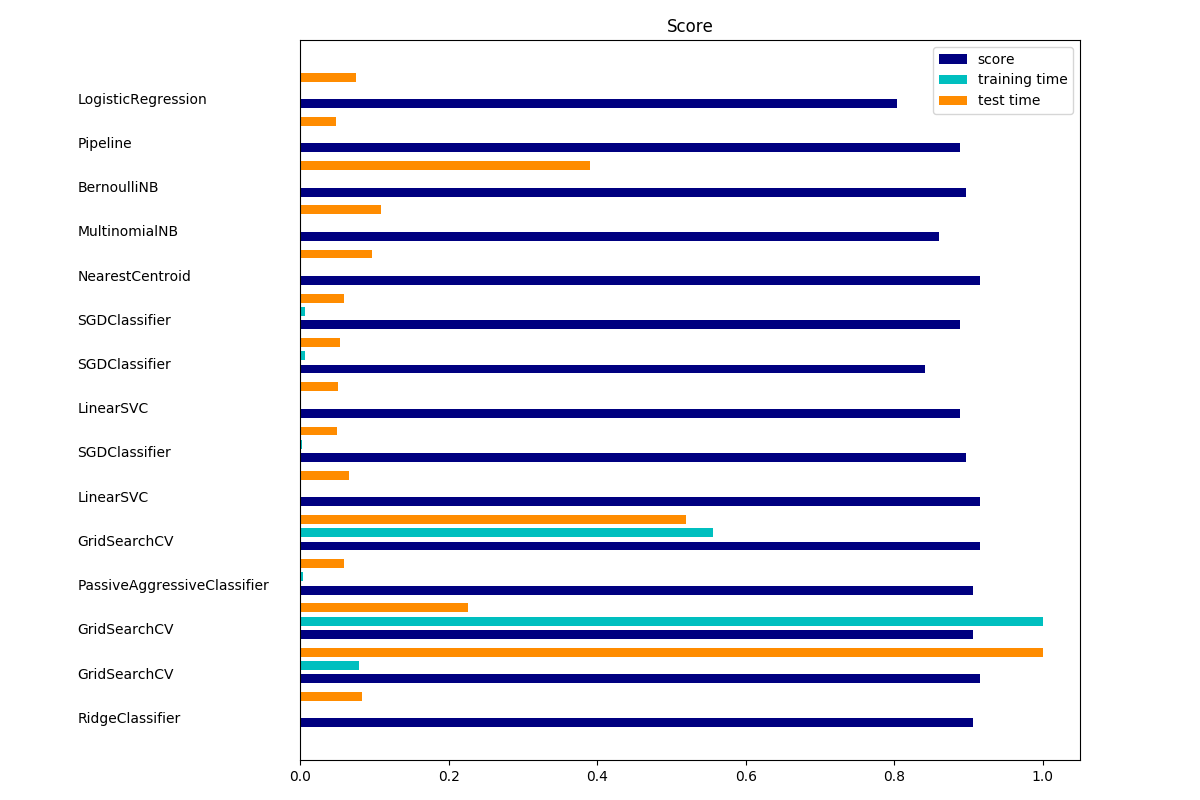 Score
score
training time
test time
LogisticRegression
Pipeline
BernoulliNB
MultinomialNB
NearestCentroid
SGDClassifier
SGDClassifier
LinearSVC
SGDClassifier
LinearSVC
GridSearchCV
PassiveAggressiveClassifier
GridSearchCV
GridSearchCV
RidgeClassifier
0.0 0.2 0.4 0.6 0.8 1.0